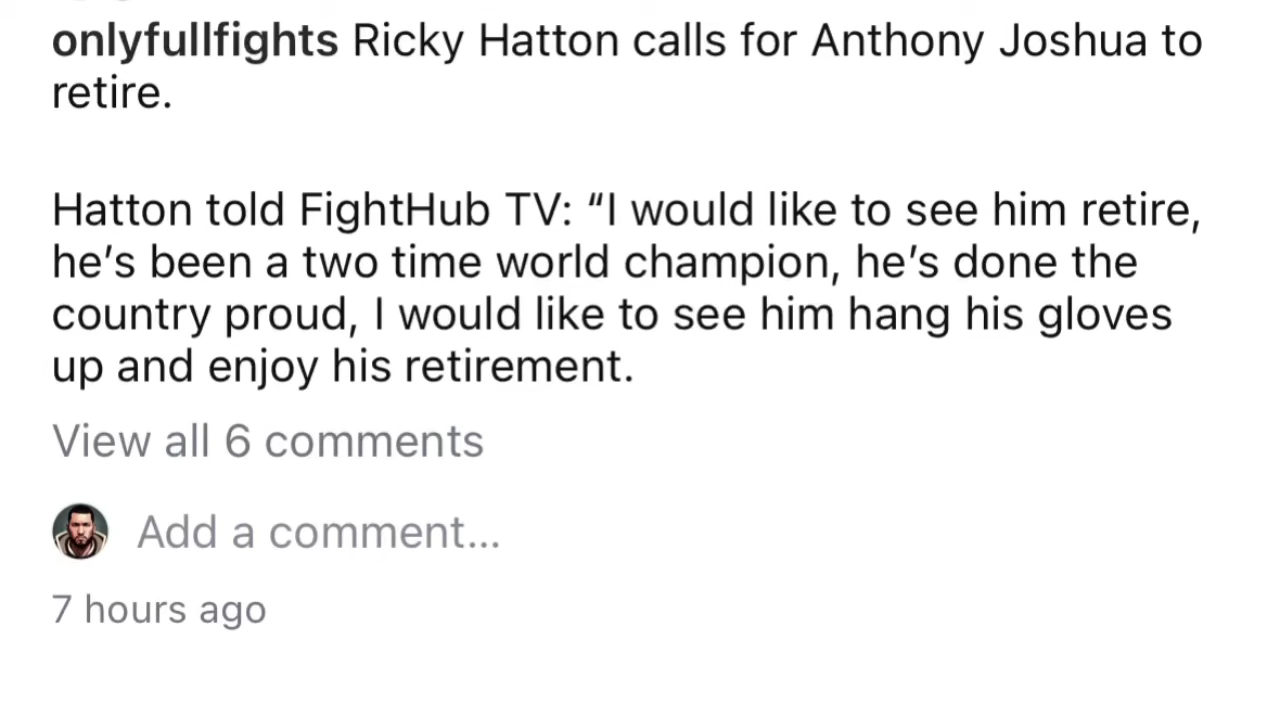 onlyfullfights Ricky Hatton calls for Anthony Joshua to
retire.
Hatton told FightHub TV: “I would like to see him retire,
he’s been a two time world champion, he’s done the
country proud, I would like to see him hang his gloves
up and enjoy his retirement.
View all 6 comments
Add a comment...
7 hours ago